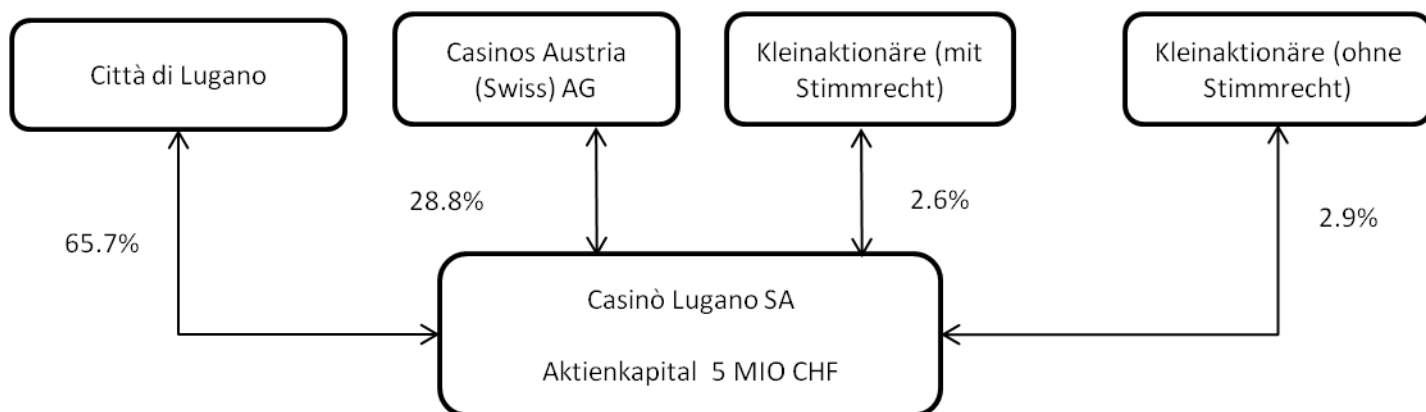 Città di Lugano
Casinos Austria
(Swiss) AG
Kleinaktionäre (mit
Stimmrecht)
Kleinaktionäre (ohne
Stimmrecht)
65.7%
28.8%
2.6%
2.9%
Casinò Lugano SA
Aktienkapital 5 MIO CHF